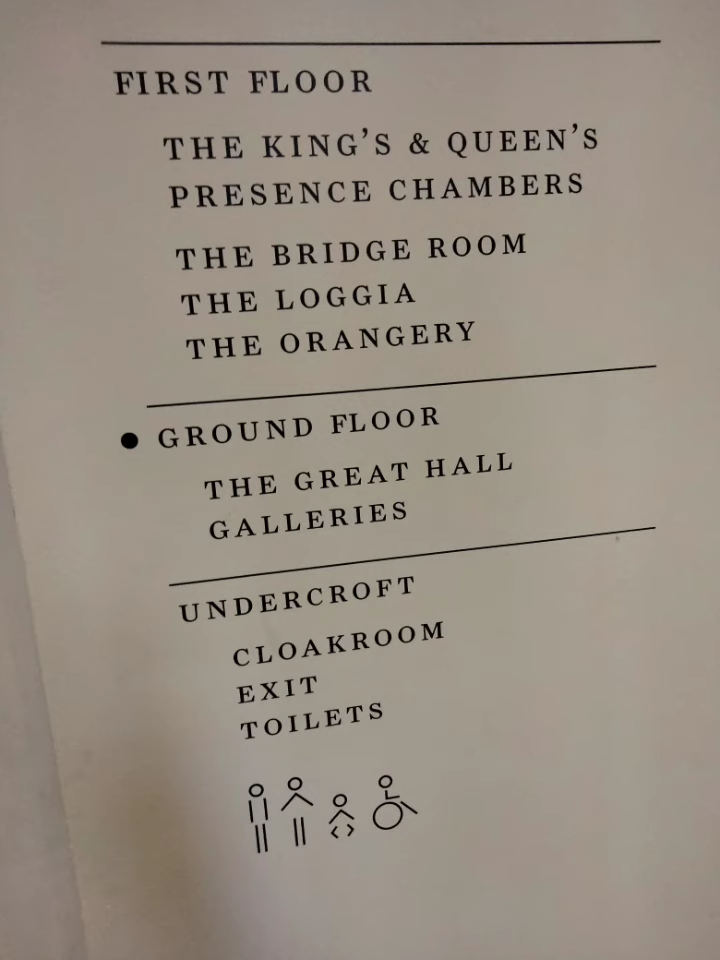 FIRST FLOOR
THE KING'S & QUEEN'S
PRESENCE CHAMBERS
THE BRIDGE ROOM
THE LOGGIA
THE ORANGERY
GROUND FLOOR
THE GREAT HALL
GALLERIES
UNDERCROFT
CLOAKROOM
EXIT
TOILETS